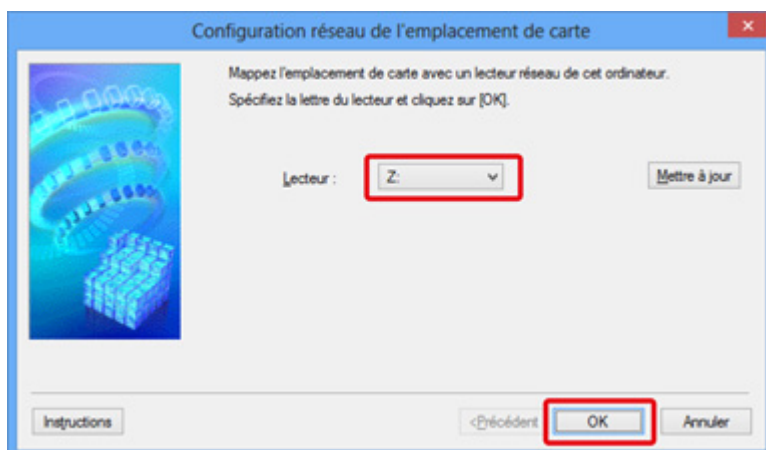 Configuration réseau de l'emplacement de carte
Mappez l'emplacement de carte avec un lecteur réseau de cet ordinateur.
Spécifiez la lettre du lecteur et cliquez sur [OK].
Lecteur : Z: Mettre à jour
Instructions <Précédent OK Annuler